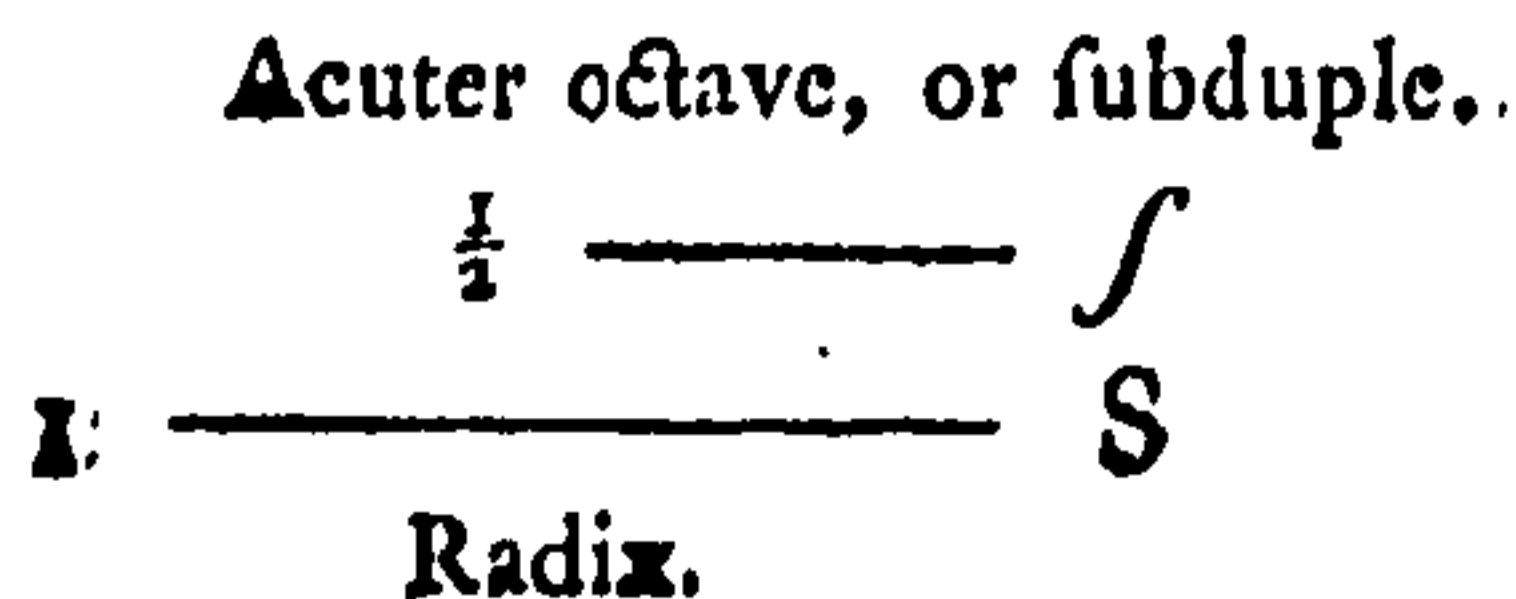 Acuter octave, or ſubduple.
½ ——— ſ
1 ——— S
Radix.